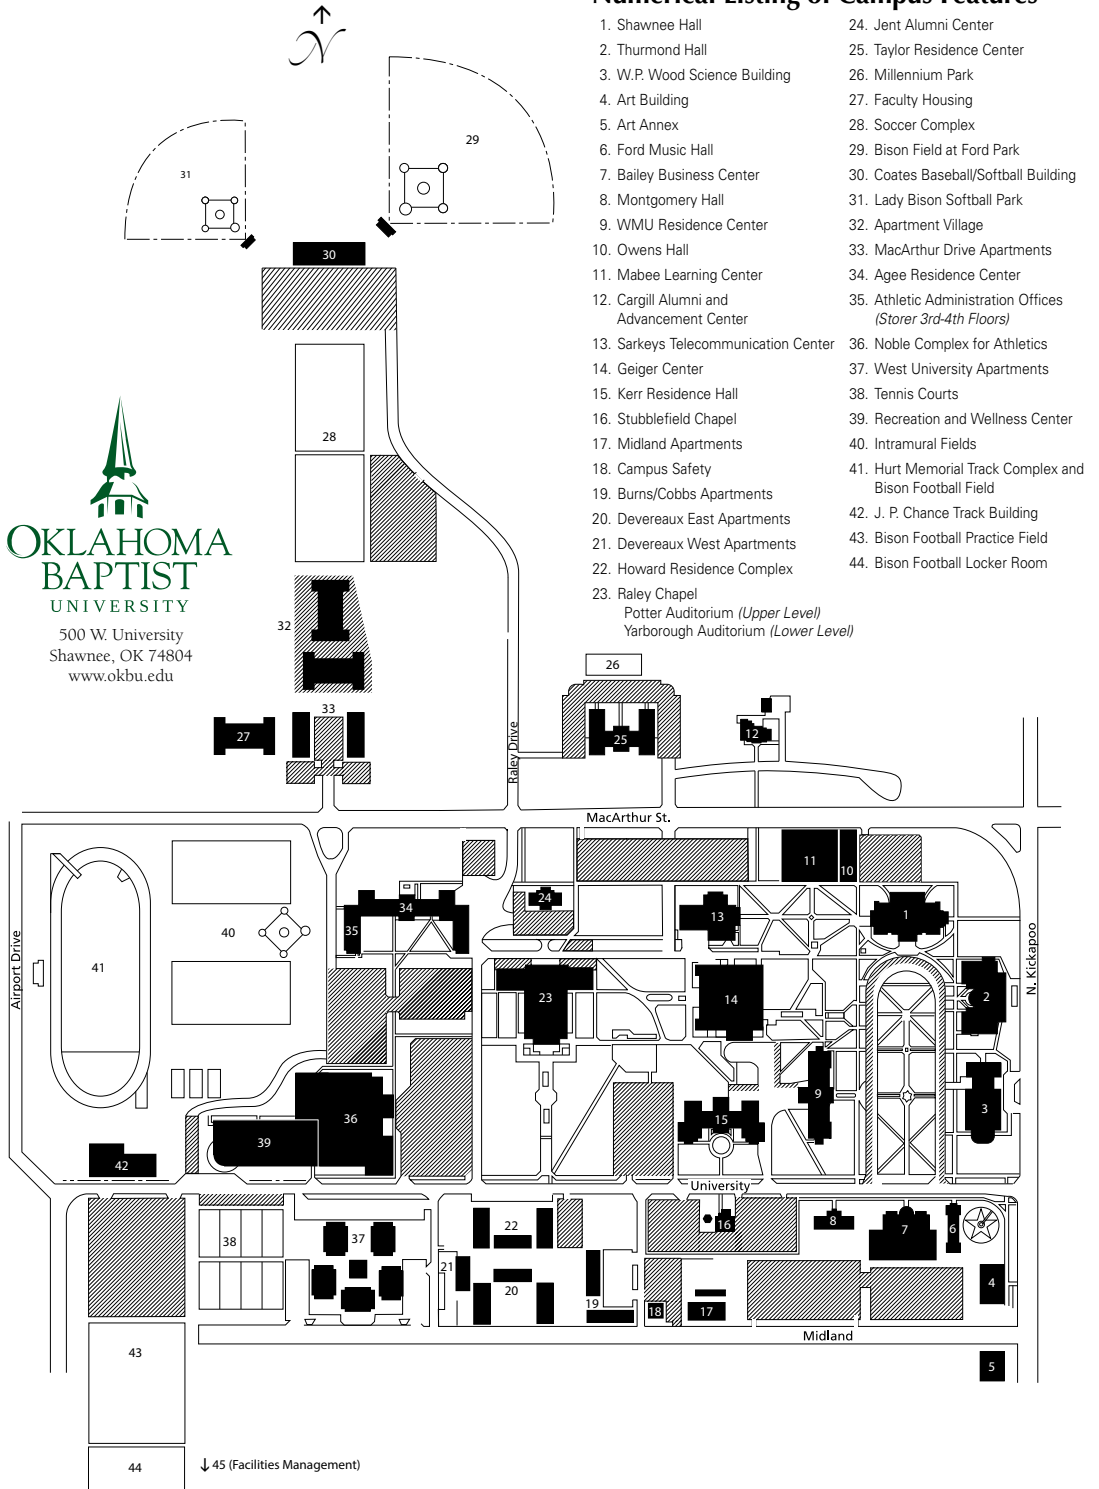 Numerical Listing of Campus Features
1. Shawnee Hall
2. Thurmond Hall
3. W.P. Wood Science Building
4. Art Building
5. Art Annex
6. Ford Music Hall
7. Bailey Business Center
8. Montgomery Hall
9. WMU Residence Center
10. Owens Hall
11. Mabee Learning Center
12. Cargill Alumni and
Advancement Center
13. Sarkeys Telecommunication Center
14. Geiger Center
15. Kerr Residence Hall
16. Stubblefield Chapel
17. Midland Apartments
18. Campus Safety
19. Burns/Cobbs Apartments
20. Devereaux East Apartments
21. Devereaux West Apartments
22. Howard Residence Complex
23. Raley Chapel
Potter Auditorium (Upper Level)
Yarborough Auditorium (Lower Level)
24. Jent Alumni Center
25. Taylor Residence Center
26. Millennium Park
27. Faculty Housing
28. Soccer Complex
29. Bison Field at Ford Park
30. Coates Baseball/Softball Building
31. Lady Bison Softball Park
32. Apartment Village
33. MacArthur Drive Apartments
34. Agee Residence Center
35. Athletic Administration Offices
(Storer 3rd-4th Floors)
36. Noble Complex for Athletics
37. West University Apartments
38. Tennis Courts
39. Recreation and Wellness Center
40. Intramural Fields
41. Hurt Memorial Track Complex and
Bison Football Field
42. J. P. Chance Track Building
43. Bison Football Practice Field
44. Bison Football Locker Room
N
29
31
30
28
OKLAHOMA
BAPTIST
UNIVERSITY
500 W. University
Shawnee, OK 74804
www.okbu.edu
32
26
33
27
25
12
Raley Drive
MacArthur St.
11
10
24
34
35
13
1
40
41
Airport Drive
N. Kickapoo
23
14
2
9
3
36
15
39
42
University
22
16
8
7
6
38
37
21
20
19
18
17
4
Midland
43
5
44
↓ 45 (Facilities Management)